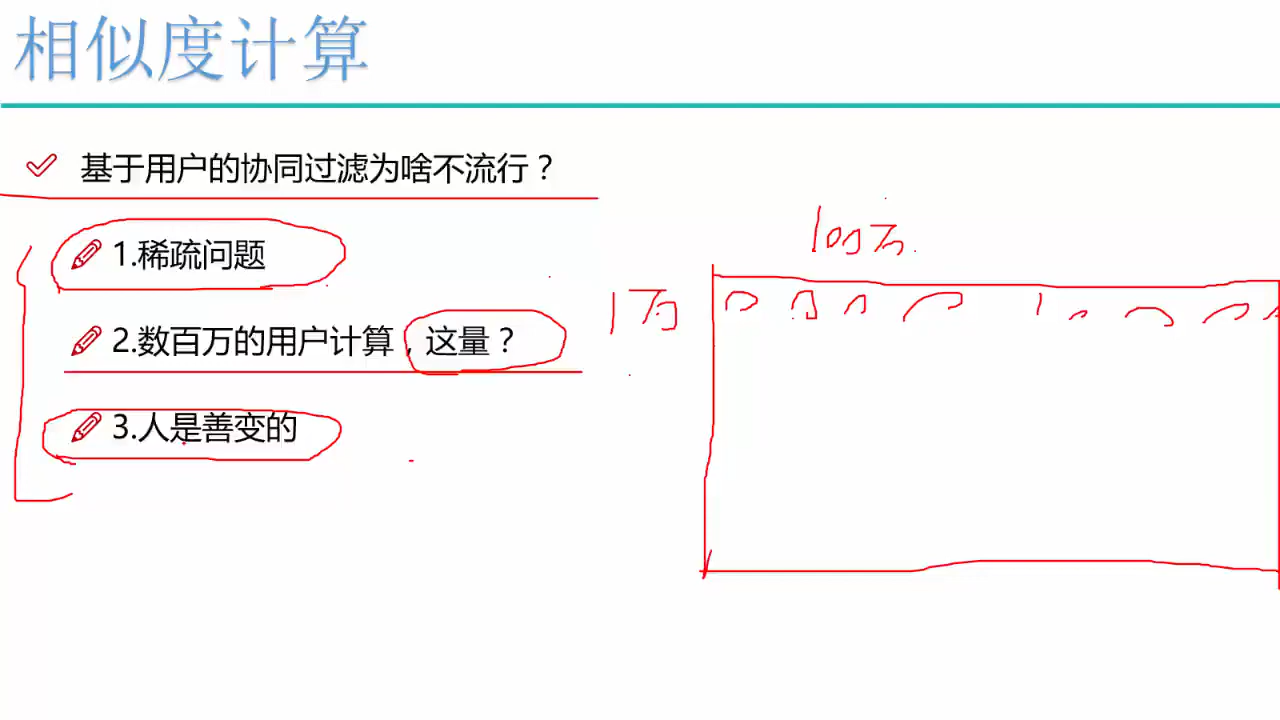 相似度计算
基于用户的协同过滤为啥不流行？
1.稀疏问题
2.数百万的用户计算，这量？
3.人是善变的
100万
1万